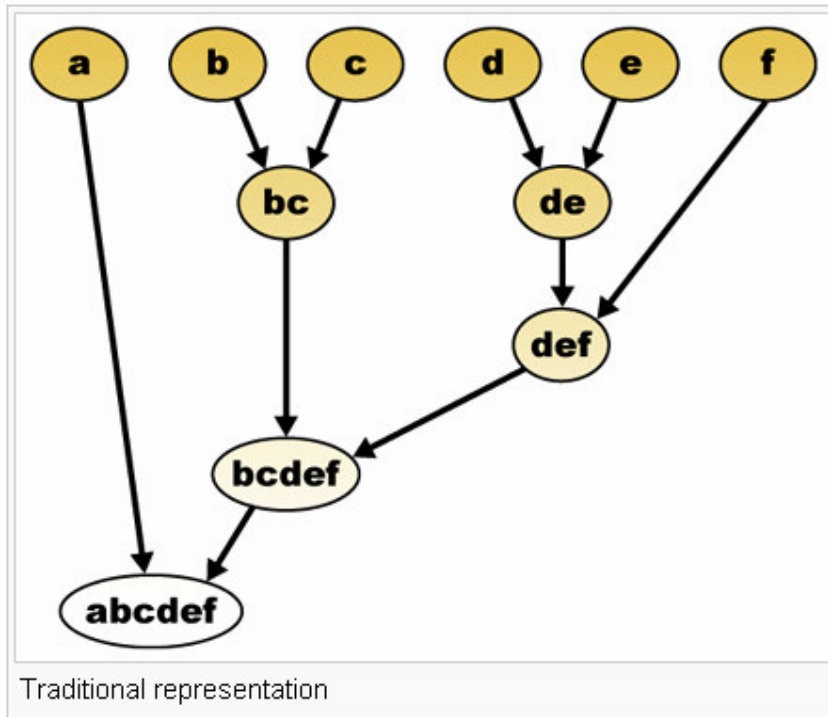 a b c d e f
bc de
def
bcdef
abcdef
Traditional representation